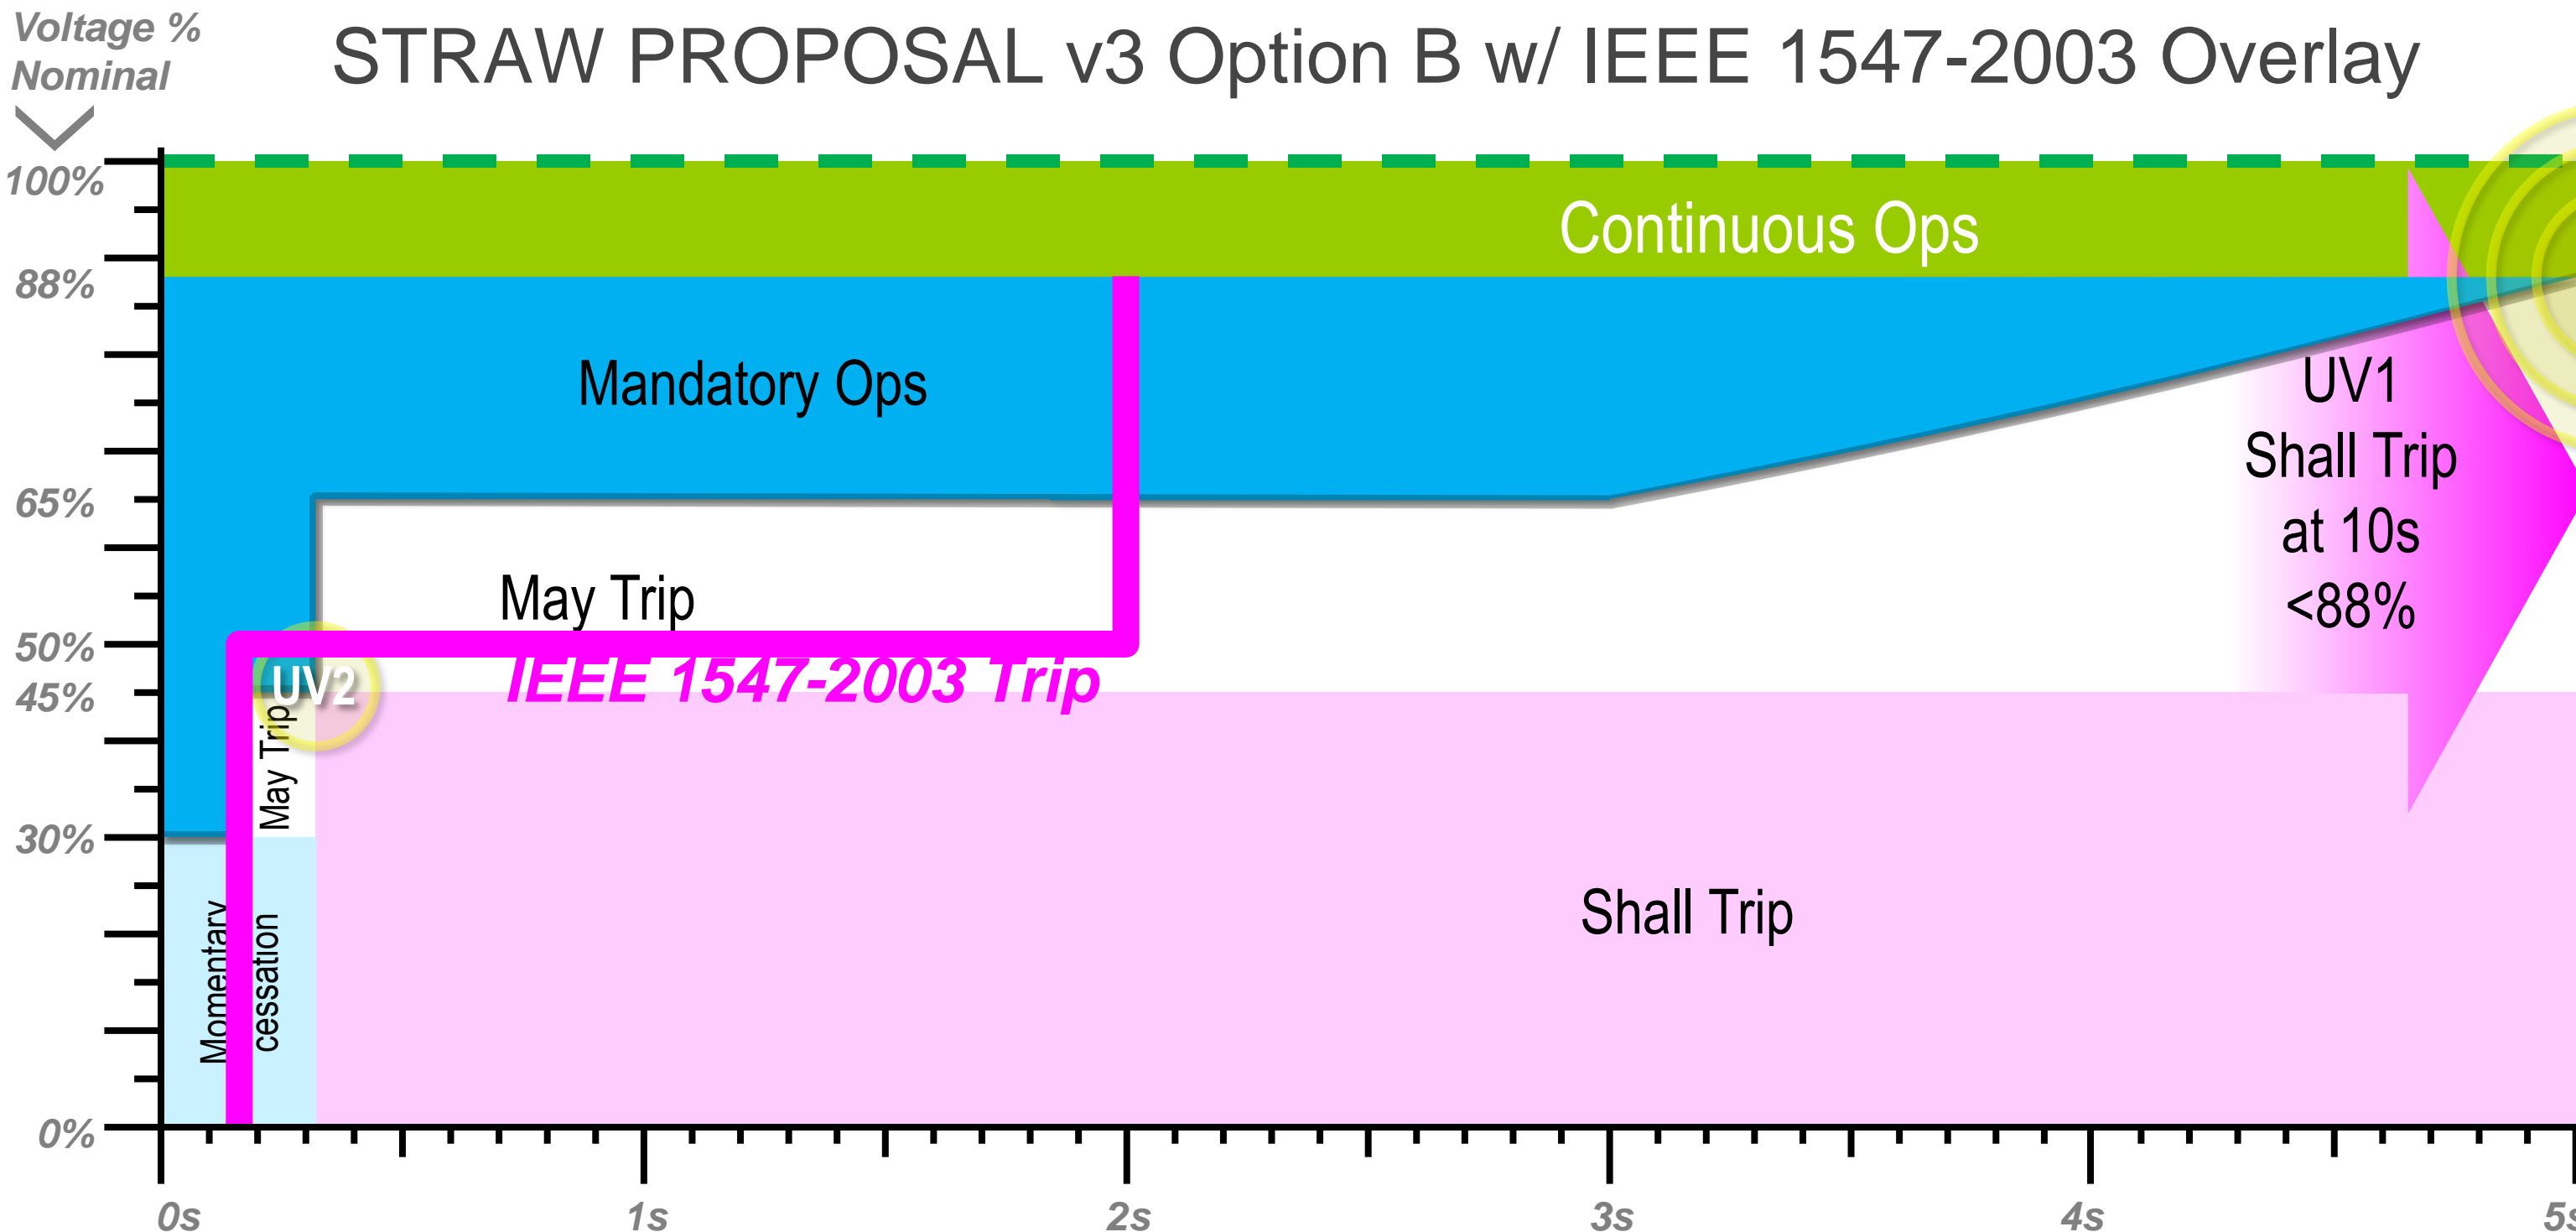 Voltage %
Nominal
STRAW PROPOSAL v3 Option B w/ IEEE 1547-2003 Overlay
100%
Continuous Ops
88%
Mandatory Ops
UV1
Shall Trip
at 10s
<88%
65%
May Trip
50%
IEEE 1547-2003 Trip
UV2
45%
May Trip
30%
Momentary
cessation
Shall Trip
0%
0s
1s
2s
3s
4s
5s